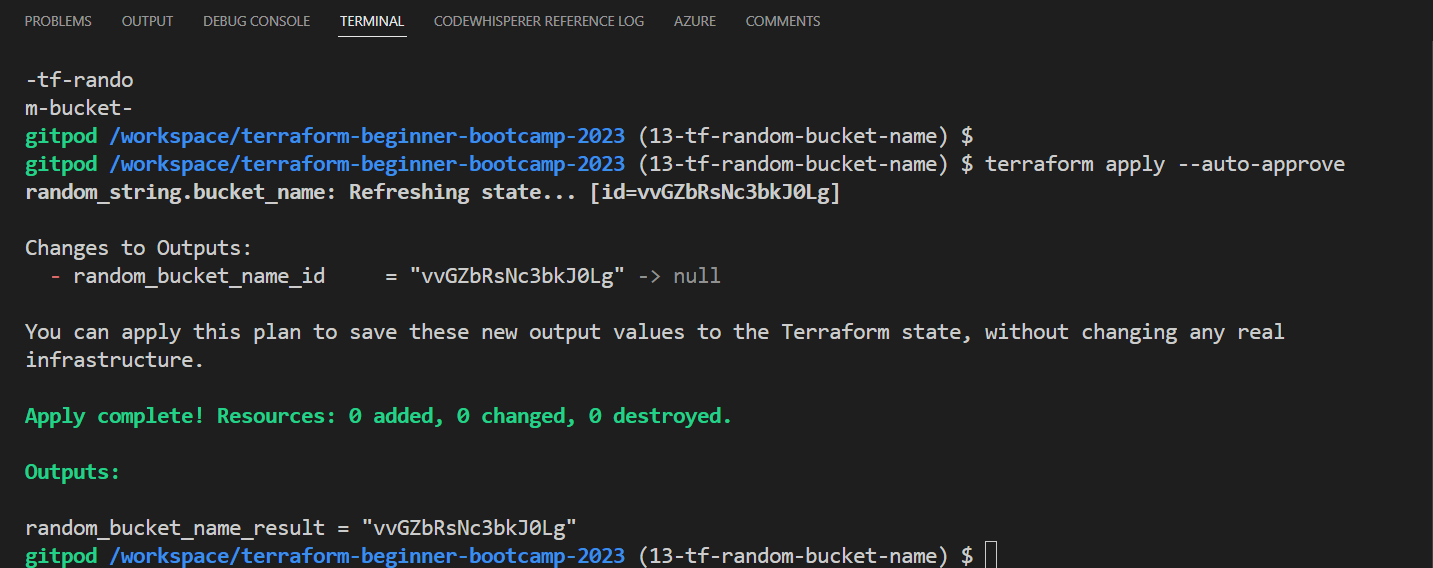 PROBLEMS OUTPUT DEBUG CONSOLE TERMINAL CODEWHISPERER REFERENCE LOG AZURE COMMENTS
-tf-rando
m-bucket-
gitpod /workspace/terraform-beginner-bootcamp-2023 (13-tf-random-bucket-name) $
gitpod /workspace/terraform-beginner-bootcamp-2023 (13-tf-random-bucket-name) $ terraform apply --auto-approve
random_string.bucket_name: Refreshing state... [id=vvGZbRsNc3bkJ0Lg]
Changes to Outputs:
- random_bucket_name_id = "vvGZbRsNc3bkJ0Lg" -> null
You can apply this plan to save these new output values to the Terraform state, without changing any real
infrastructure.
Apply complete! Resources: 0 added, 0 changed, 0 destroyed.
Outputs:
random_bucket_name_result = "vvGZbRsNc3bkJ0Lg"
gitpod /workspace/terraform-beginner-bootcamp-2023 (13-tf-random-bucket-name) $